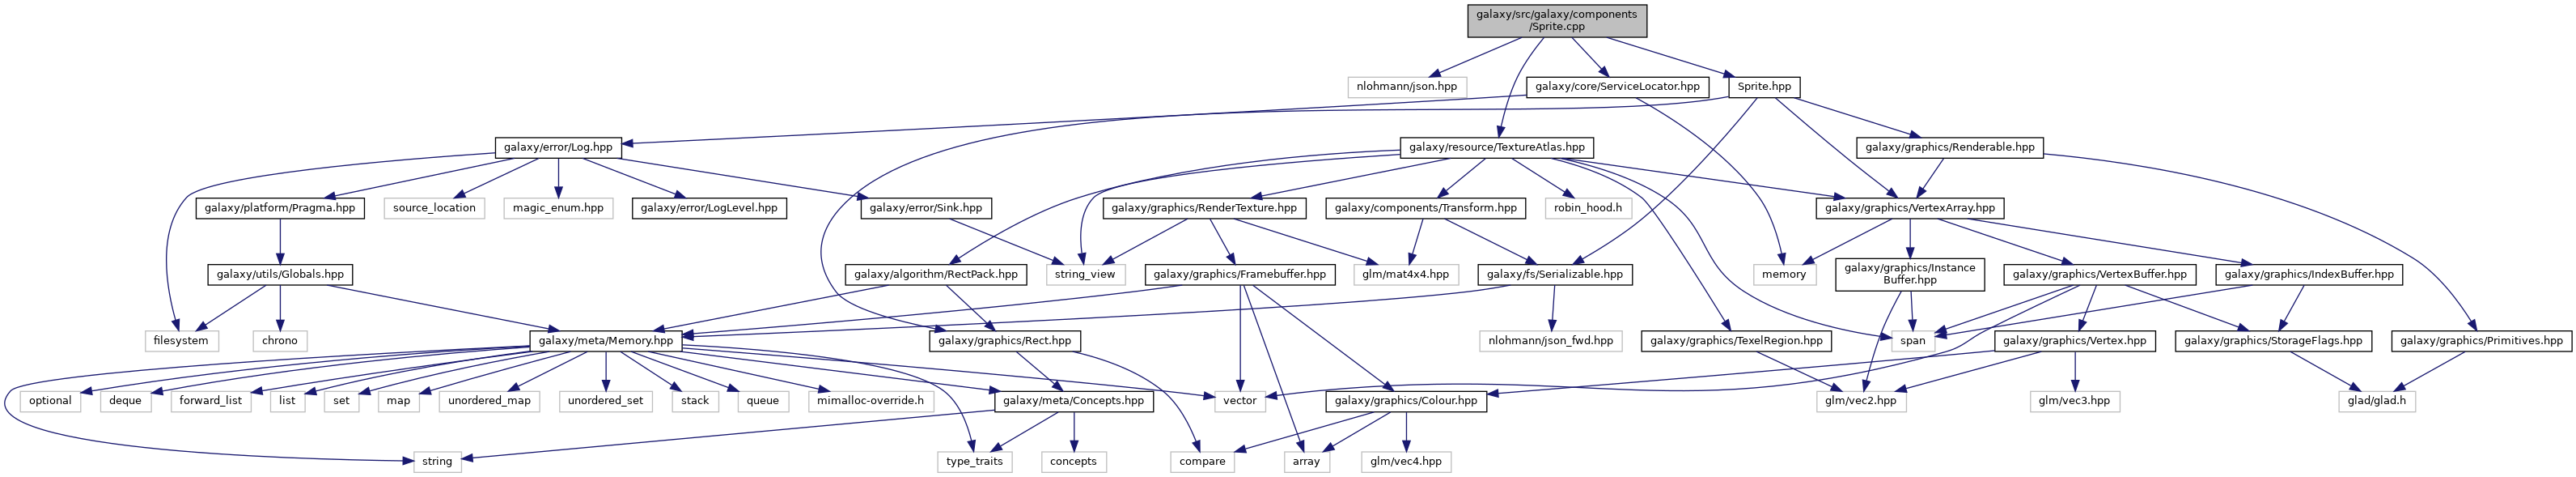 galaxy/src/galaxy/components
/Sprite.cpp
nlohmann/json.hpp
galaxy/core/ServiceLocator.hpp
Sprite.hpp
galaxy/error/Log.hpp
galaxy/resource/TextureAtlas.hpp
galaxy/graphics/Renderable.hpp
galaxy/platform/Pragma.hpp
source_location
magic_enum.hpp
galaxy/error/LogLevel.hpp
galaxy/error/Sink.hpp
galaxy/graphics/RenderTexture.hpp
galaxy/components/Transform.hpp
robin_hood.h
galaxy/graphics/VertexArray.hpp
galaxy/utils/Globals.hpp
galaxy/algorithm/RectPack.hpp
string_view
galaxy/graphics/Framebuffer.hpp
glm/mat4x4.hpp
galaxy/fs/Serializable.hpp
memory
galaxy/graphics/Instance
Buffer.hpp
galaxy/graphics/VertexBuffer.hpp
galaxy/graphics/IndexBuffer.hpp
filesystem
chrono
galaxy/meta/Memory.hpp
galaxy/graphics/Rect.hpp
nlohmann/json_fwd.hpp
galaxy/graphics/TexelRegion.hpp
span
galaxy/graphics/Vertex.hpp
galaxy/graphics/StorageFlags.hpp
galaxy/graphics/Primitives.hpp
optional
deque
forward_list
list
set
map
unordered_map
unordered_set
stack
queue
mimalloc-override.h
galaxy/meta/Concepts.hpp
vector
galaxy/graphics/Colour.hpp
glm/vec2.hpp
glm/vec3.hpp
glad/glad.h
string
type_traits
concepts
compare
array
glm/vec4.hpp